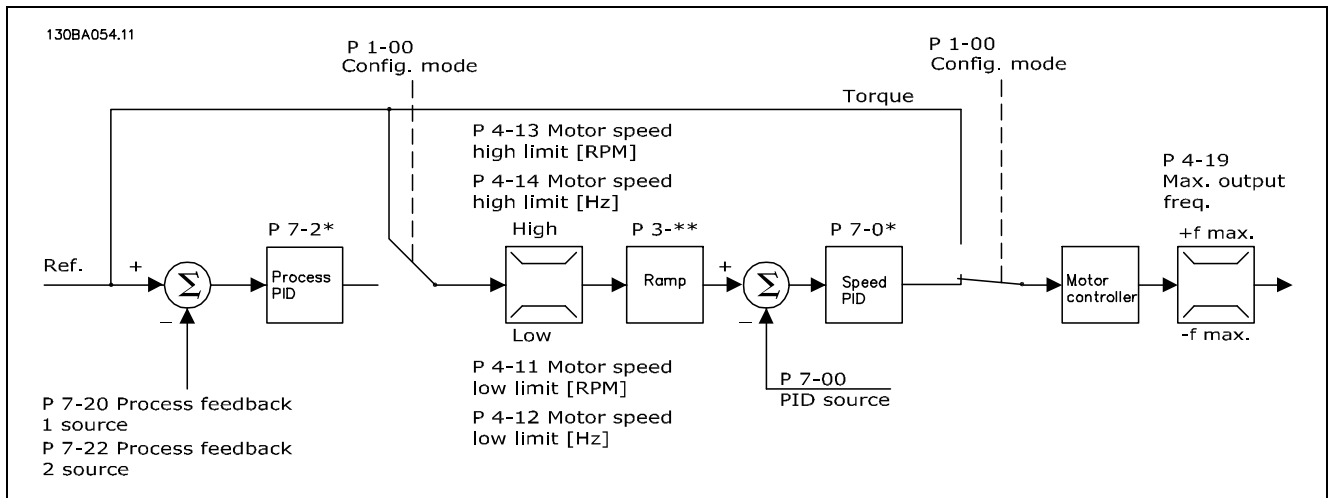 130BA054.11
P 1-00
Config. mode
P 1-00
Config. mode
Torque
P 4-13 Motor speed
high limit [RPM]
P 4-14 Motor speed
high limit [Hz]
P 4-19
Max. output
freq.
P 7-2*
High
P 3-**
P 7-0*
+f max.
Ref.
+
Σ
Process
PID
Ramp
+
Σ
Speed
PID
Motor
controller
−
Low
−
-f max.
P 4-11 Motor speed
low limit [RPM]
P 4-12 Motor speed
low limit [Hz]
P 7-00
PID source
P 7-20 Process feedback
1 source
P 7-22 Process feedback
2 source